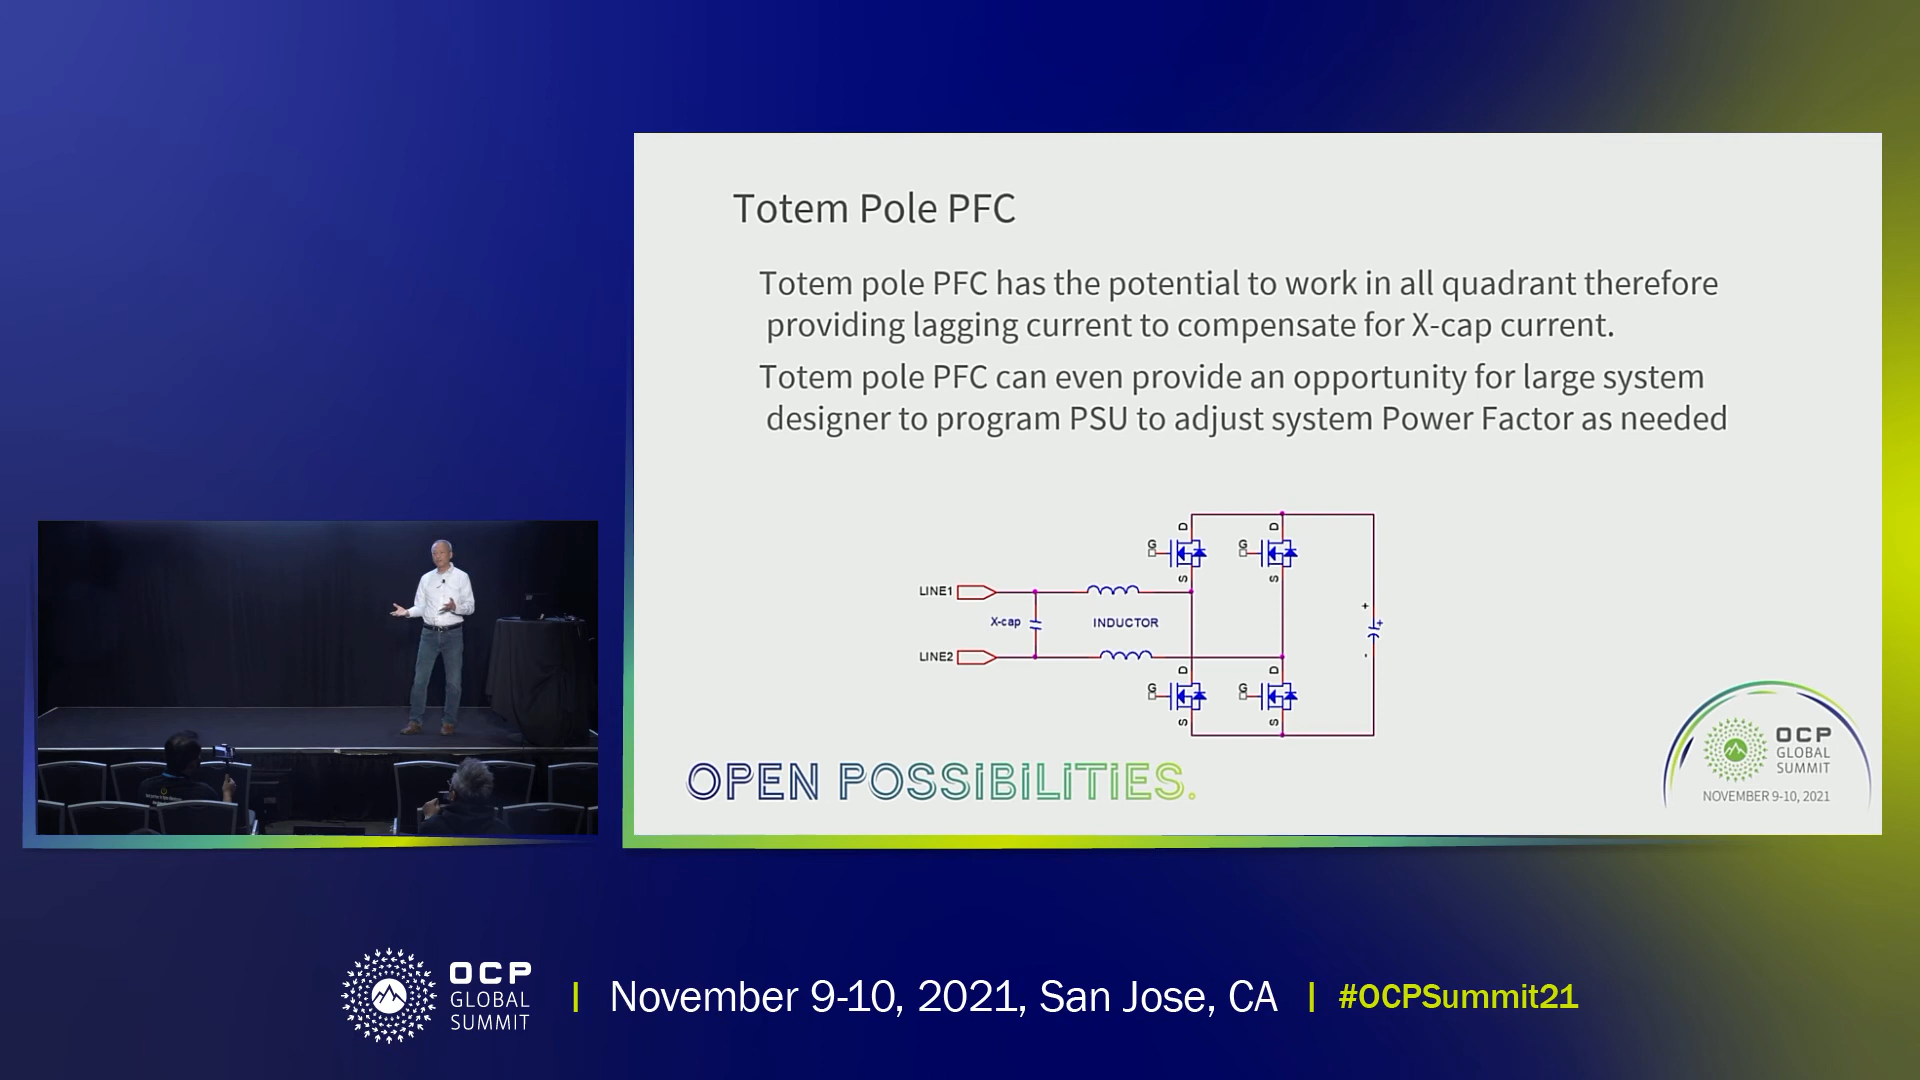 Totem Pole PFC
Totem pole PFC has the potential to work in all quadrant therefore
providing lagging current to compensate for X-cap current.
Totem pole PFC can even provide an opportunity for large system
designer to program PSU to adjust system Power Factor as needed
D
D
G
G
S
S
LINE1
X-cap
INDUCTOR
+
+
-
LINE2
D
D
G
G
S
S
OPEN POSSIBILITIES.
OCP
GLOBAL
SUMMIT
NOVEMBER 9-10, 2021
OCP
GLOBAL
SUMMIT
| November 9-10, 2021, San Jose, CA | #OCPSummit21